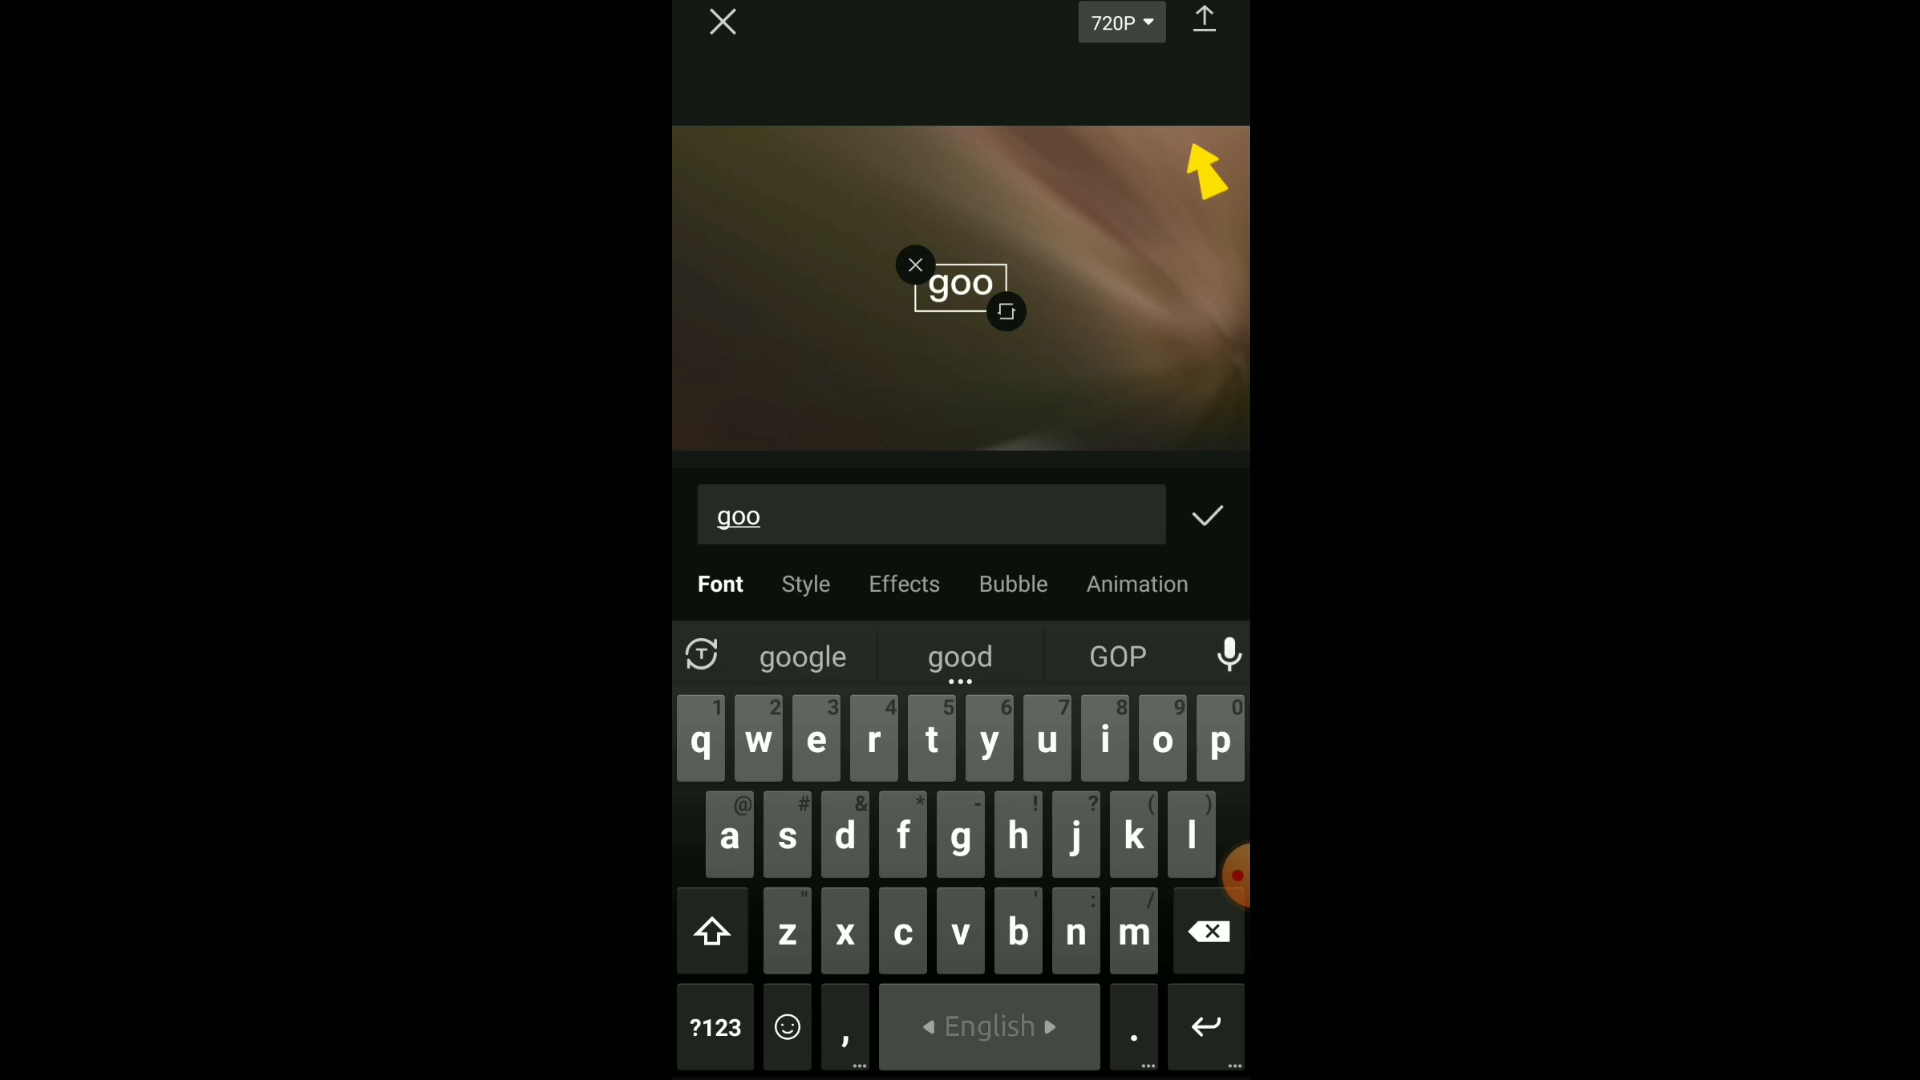 720P
goo
goo
Font Style Effects Bubble Animation
T google good GOP
1 2 3 4 5 6 7 8 9 0
q w e r t y u i o p
@ # & * - ! ? ( )
a s d f g h j k l
" ' : /
z x c v b n m
?123 , English .